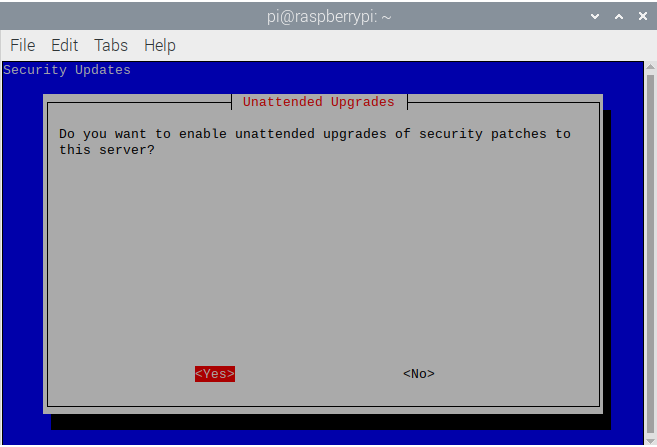 pi@raspberrypi: ~
File Edit Tabs Help
Security Updates
Unattended Upgrades
Do you want to enable unattended upgrades of security patches to
this server?
<Yes> <No>